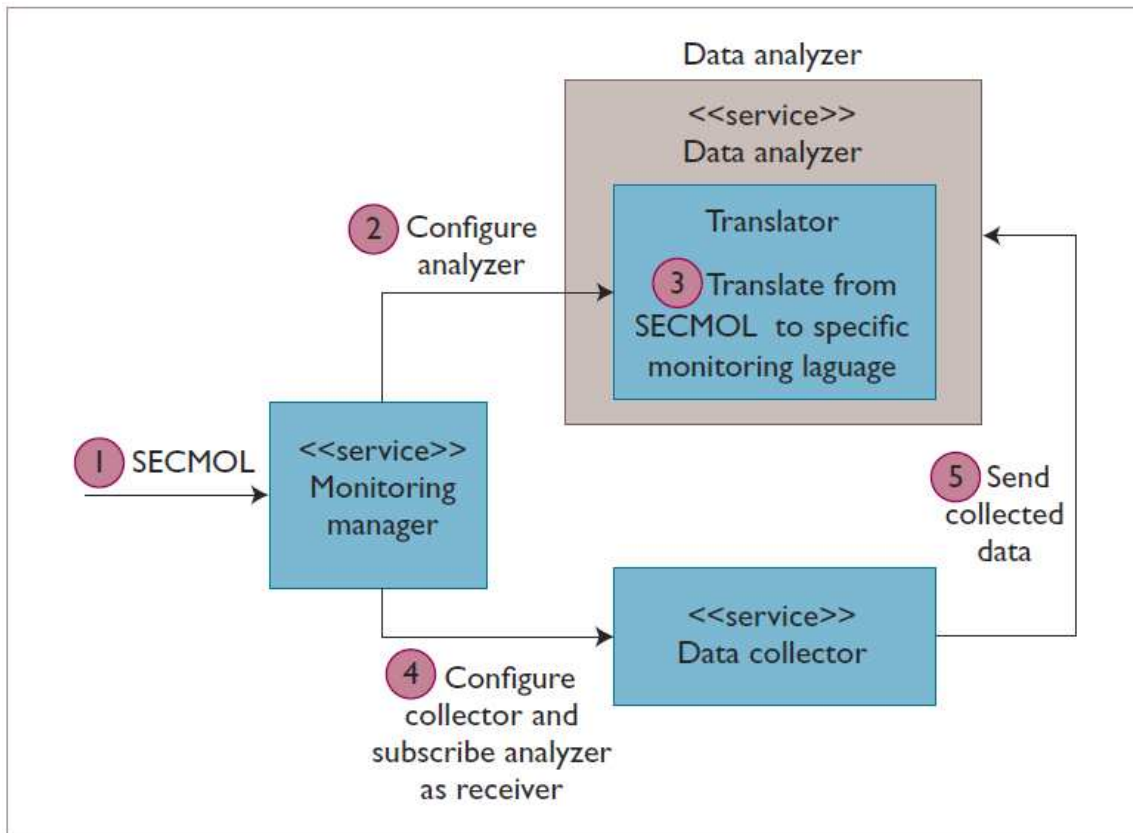 Data analyzer
<<service>>
Data analyzer
Translator
3 Translate from
SECMOL to specific
monitoring laguage
2 Configure
analyzer
1 SECMOL
<<service>>
Monitoring
manager
4 Configure
collector and
subscribe analyzer
as receiver
<<service>>
Data collector
5 Send
collected
data